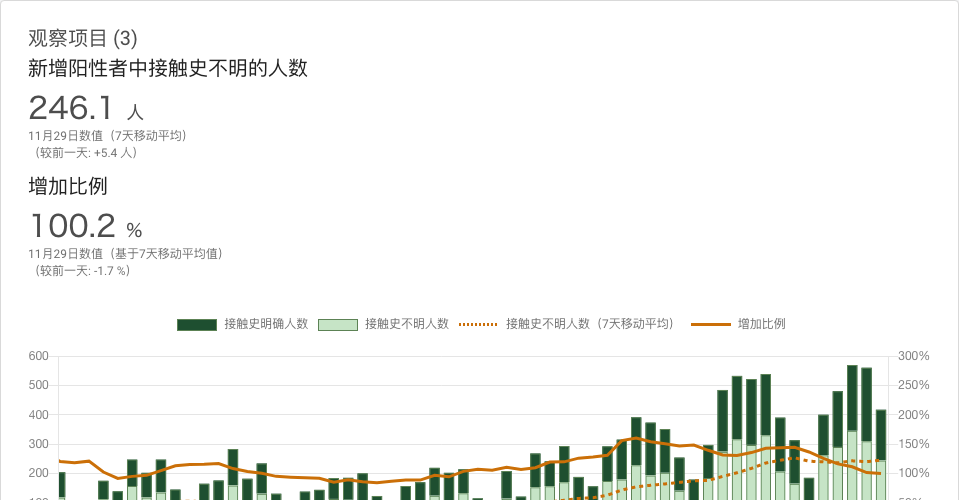 观察项目 (3)
新增阳性者中接触史不明的人数
246.1 人
11月29日数值（7天移动平均）
（较前一天: +5.4 人）
增加比例
100.2 %
11月29日数值（基于7天移动平均值）
（较前一天: -1.7 %）
接触史明确人数 接触史不明人数 接触史不明人数（7天移动平均） 增加比例
600 300%
500 250%
400 200%
300 150%
200 100%
100 50%